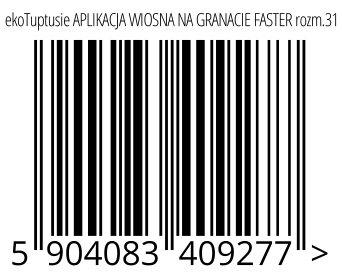 ekoTuptusie APLIKACJA WIOSNA NA GRANACIE FASTER rozm.31
5 904083 409277 >